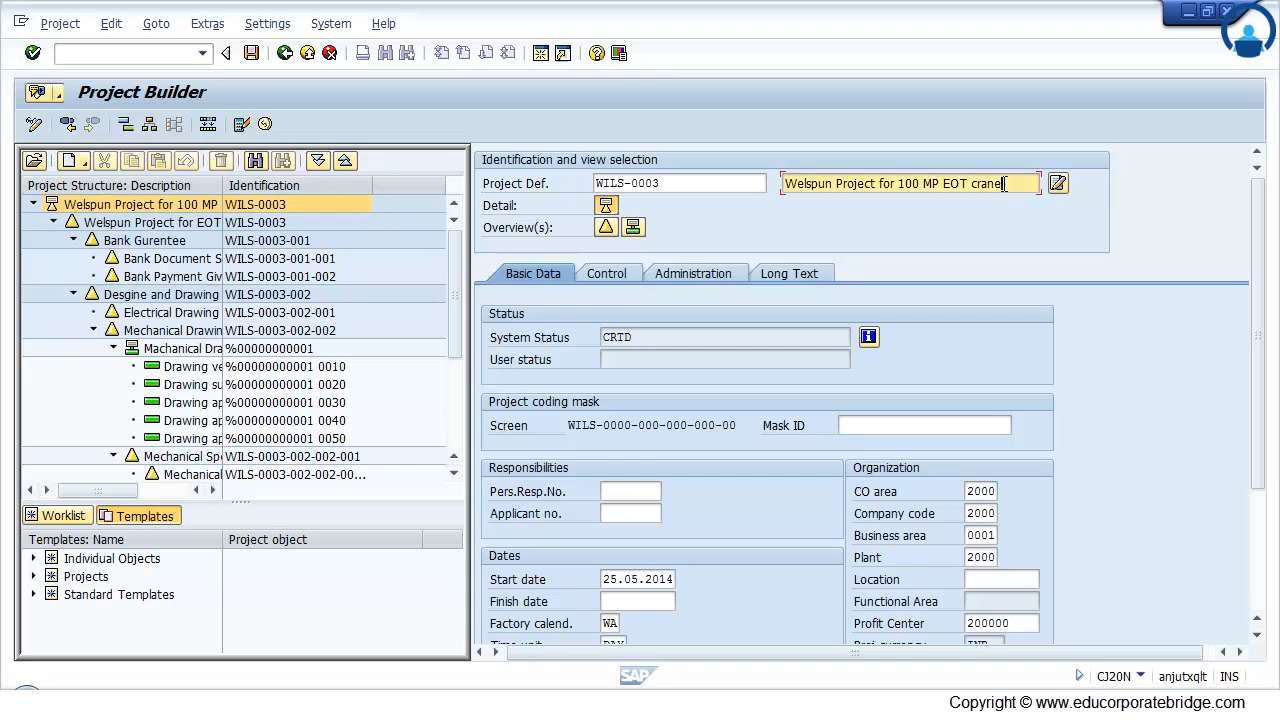 Project Edit Goto Extras Settings System Help
Project Builder
Project Structure: Description Identification
Welspun Project for 100 MP WILS-0003
Welspun Project for EOT WILS-0003
Bank Gurentee WILS-0003-001
Bank Document S WILS-0003-001-001
Bank Payment Giv WILS-0003-001-002
Desgine and Drawing WILS-0003-002
Electrical Drawing WILS-0003-002-001
Mechanical Drawin WILS-0003-002-002
Machanical Dra %00000000001
Drawing ve %00000000001 0010
Drawing su %00000000001 0020
Drawing ap %00000000001 0030
Drawing ap %00000000001 0040
Drawing ap %00000000001 0050
Mechanical Spe WILS-0003-002-002-001
Mechanical WILS-0003-002-002-00...
Worklist Templates
Templates: Name Project object
Individual Objects
Projects
Standard Templates
Identification and view selection
Project Def. WILS-0003 Welspun Project for 100 MP EOT crane
Detail:
Overview(s):
Basic Data Control Administration Long Text
Status
System Status CRTD
User status
Project coding mask
Screen WILS-0000-000-000-000-00 Mask ID
Responsibilities
Pers.Resp.No.
Applicant no.
Organization
CO area 2000
Company code 2000
Business area 0001
Plant 2000
Location
Functional Area
Profit Center 200000
Dates
Start date 25.05.2014
Finish date
Factory calend. WA
SAP
CJ20N anjutxqlt INS
Copyright © www.educorporatebridge.com